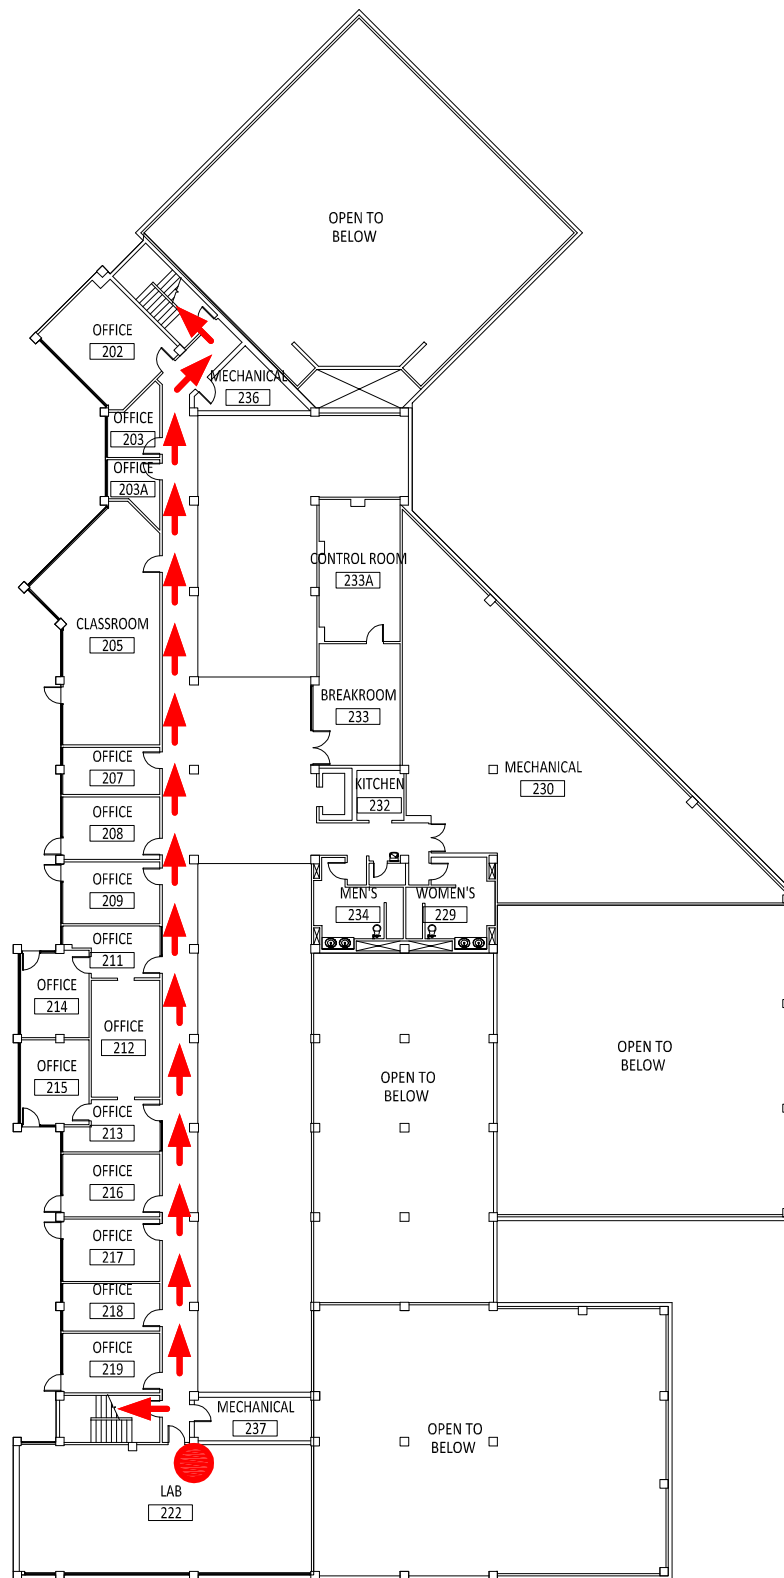 OPEN TO
BELOW
OFFICE
202
MECHANICAL
236
OFFICE
203
OFFICE
203A
CONTROL ROOM
233A
CLASSROOM
205
BREAKROOM
233
OFFICE
207
MECHANICAL
230
KITCHEN
232
OFFICE
208
OFFICE
209
MEN'S
234
WOMEN'S
229
OFFICE
211
OFFICE
214
OFFICE
212
OPEN TO
BELOW
OFFICE
215
OPEN TO
BELOW
OFFICE
213
OFFICE
216
OFFICE
217
OFFICE
218
OFFICE
219
MECHANICAL
237
OPEN TO
BELOW
LAB
222